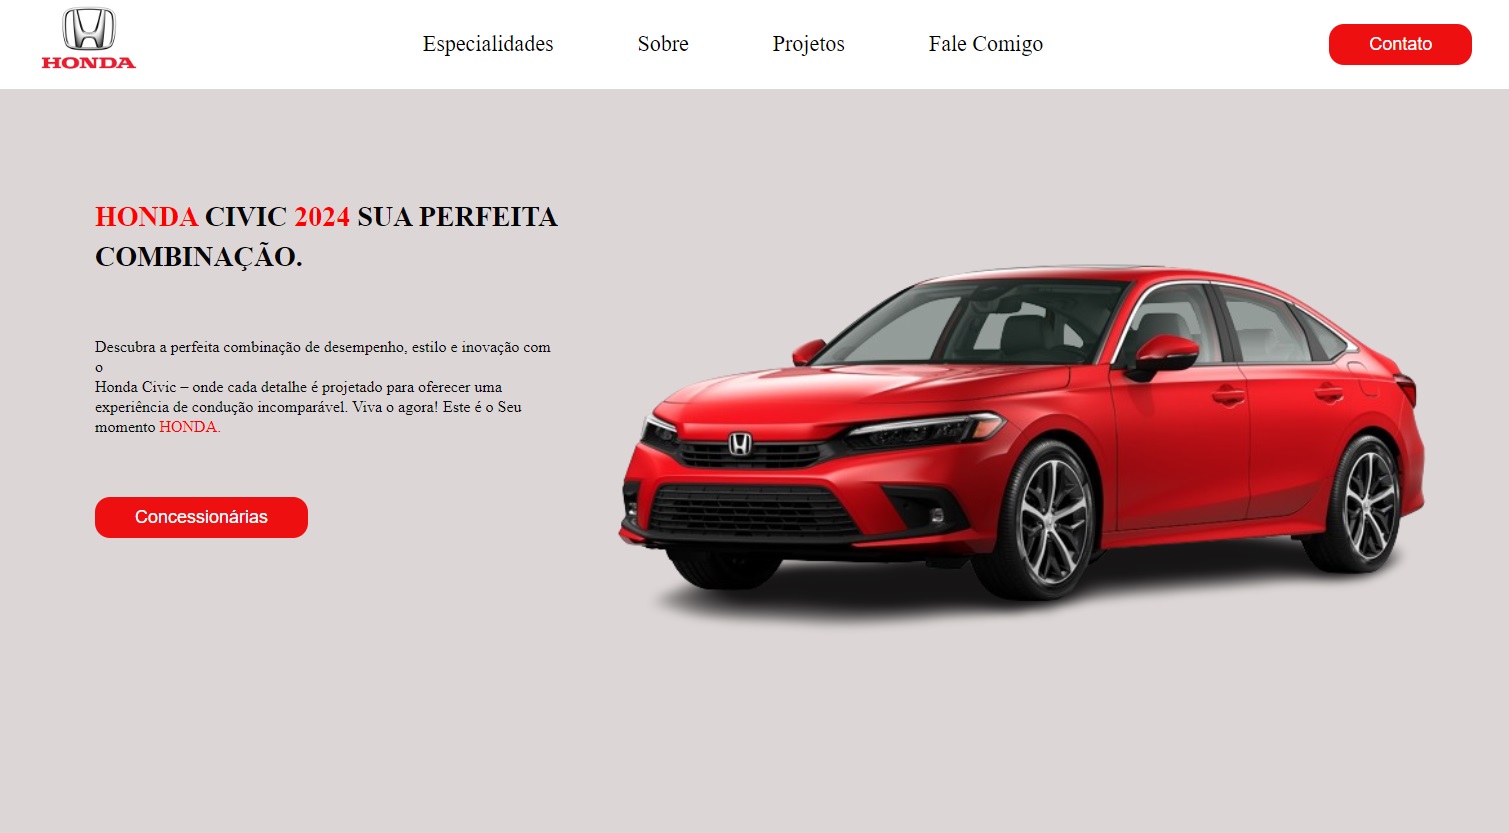 HONDA
Especialidades
Sobre
Projetos
Fale Comigo
Contato
HONDA CIVIC 2024 SUA PERFEITA
COMBINAÇÃO.
Descubra a perfeita combinação de desempenho, estilo e inovação com
o
Honda Civic – onde cada detalhe é projetado para oferecer uma
experiência de condução incomparável. Viva o agora! Este é o Seu
momento HONDA.
Concessionárias